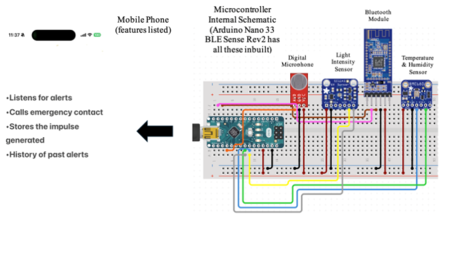 11:37
Mobile Phone
(features listed)
•Listens for alerts
•Calls emergency contact
•Stores the impulse
generated
•History of past alerts
Microcontroller
Internal Schematic
(Arduino Nano 33
BLE Sense Rev2 has
all these inbuilt)
Digital
Microphone
Light
Intensity
Sensor
Bluetooth
Module
Temperature
& Humidity
Sensor